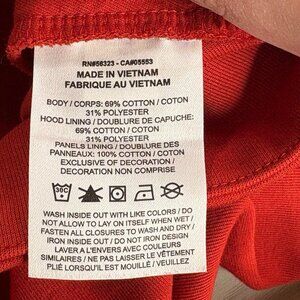 RN#56323 - CA#05553
MADE IN VIETNAM
FABRIQUE AU VIETNAM
BODY / CORPS: 69% COTTON / COTON
31% POLYESTER
HOOD LINING / DOUBLURE DE CAPUCHE:
69% COTTON / COTON
31% POLYESTER
PANELS LINING / DOUBLURE DES
PANNEAUX: 100% COTTON / COTON
EXCLUSIVE OF DECORATION /
DECORATION NON COMPRISE
50C
WASH INSIDE OUT WITH LIKE COLORS / DO
NOT ALLOW TO LAY ON ITSELF WHEN WET /
FASTEN ALL CLOSURES TO WASH AND DRY /
IRON INSIDE OUT / DO NOT IRON DESIGN
LAVER A L'ENVERS AVEC COULEURS
SIMILAIRES / NE PAS LAISSER LE VÊTEMENT
PLIÉ LORSQU'IL EST MOUILLÉ / VEUILLEZ